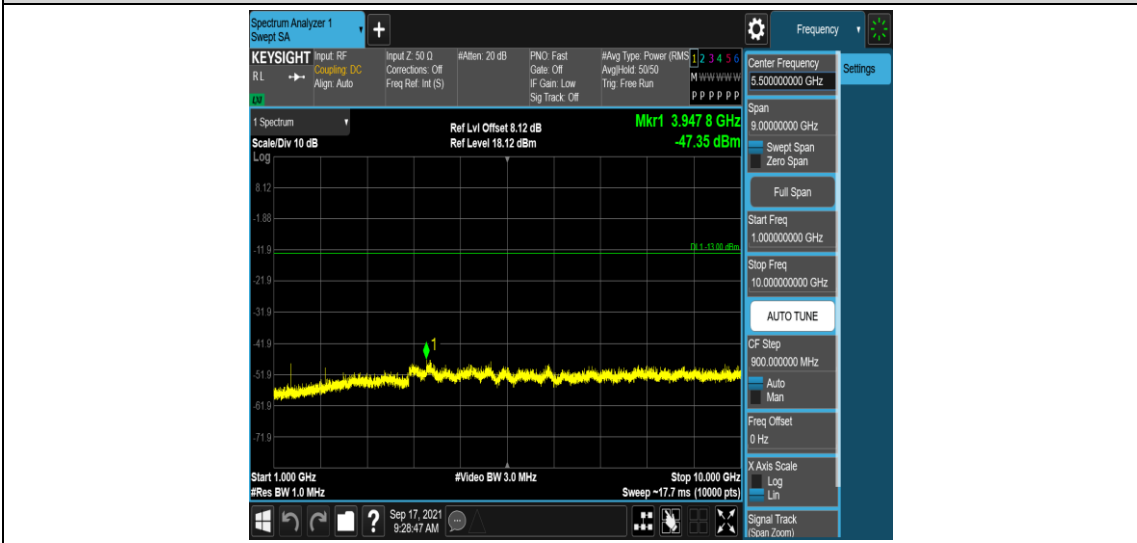 Spectrum Analyzer 1
Swept SA
Frequency
KEYSIGHT
RL
Input: RF
Coupling: DC
Align: Auto
Input Z: 50 Ω
Corrections: Off
Freq Ref: Int (S)
#Atten: 20 dB
PNO: Fast
Gate: Off
IF Gain: Low
Sig Track: Off
#Avg Type: Power (RMS
Avg|Hold: 50/50
Trig: Free Run
1 2 3 4 5 6
M W W W W W
P P P P P P
1 Spectrum
Scale/Div 10 dB
Log
Ref Lvl Offset 8.12 dB
Ref Level 18.12 dBm
Mkr1 3.947 8 GHz
-47.35 dBm
8.12
-1.88
-11.9
DL1 -13.00 dBm
-21.9
-31.9
-41.9
1
-51.9
-61.9
-71.9
Start 1.000 GHz
#Res BW 1.0 MHz
#Video BW 3.0 MHz
Stop 10.000 GHz
Sweep ~17.7 ms (10000 pts)
Center Frequency
5.500000000 GHz
Settings
Span
9.00000000 GHz
Swept Span
Zero Span
Full Span
Start Freq
1.000000000 GHz
Stop Freq
10.000000000 GHz
AUTO TUNE
CF Step
900.000000 MHz
Auto
Man
Freq Offset
0 Hz
X Axis Scale
Log
Lin
Signal Track
(Span Zoom)
?
Sep 17, 2021
9:28:47 AM